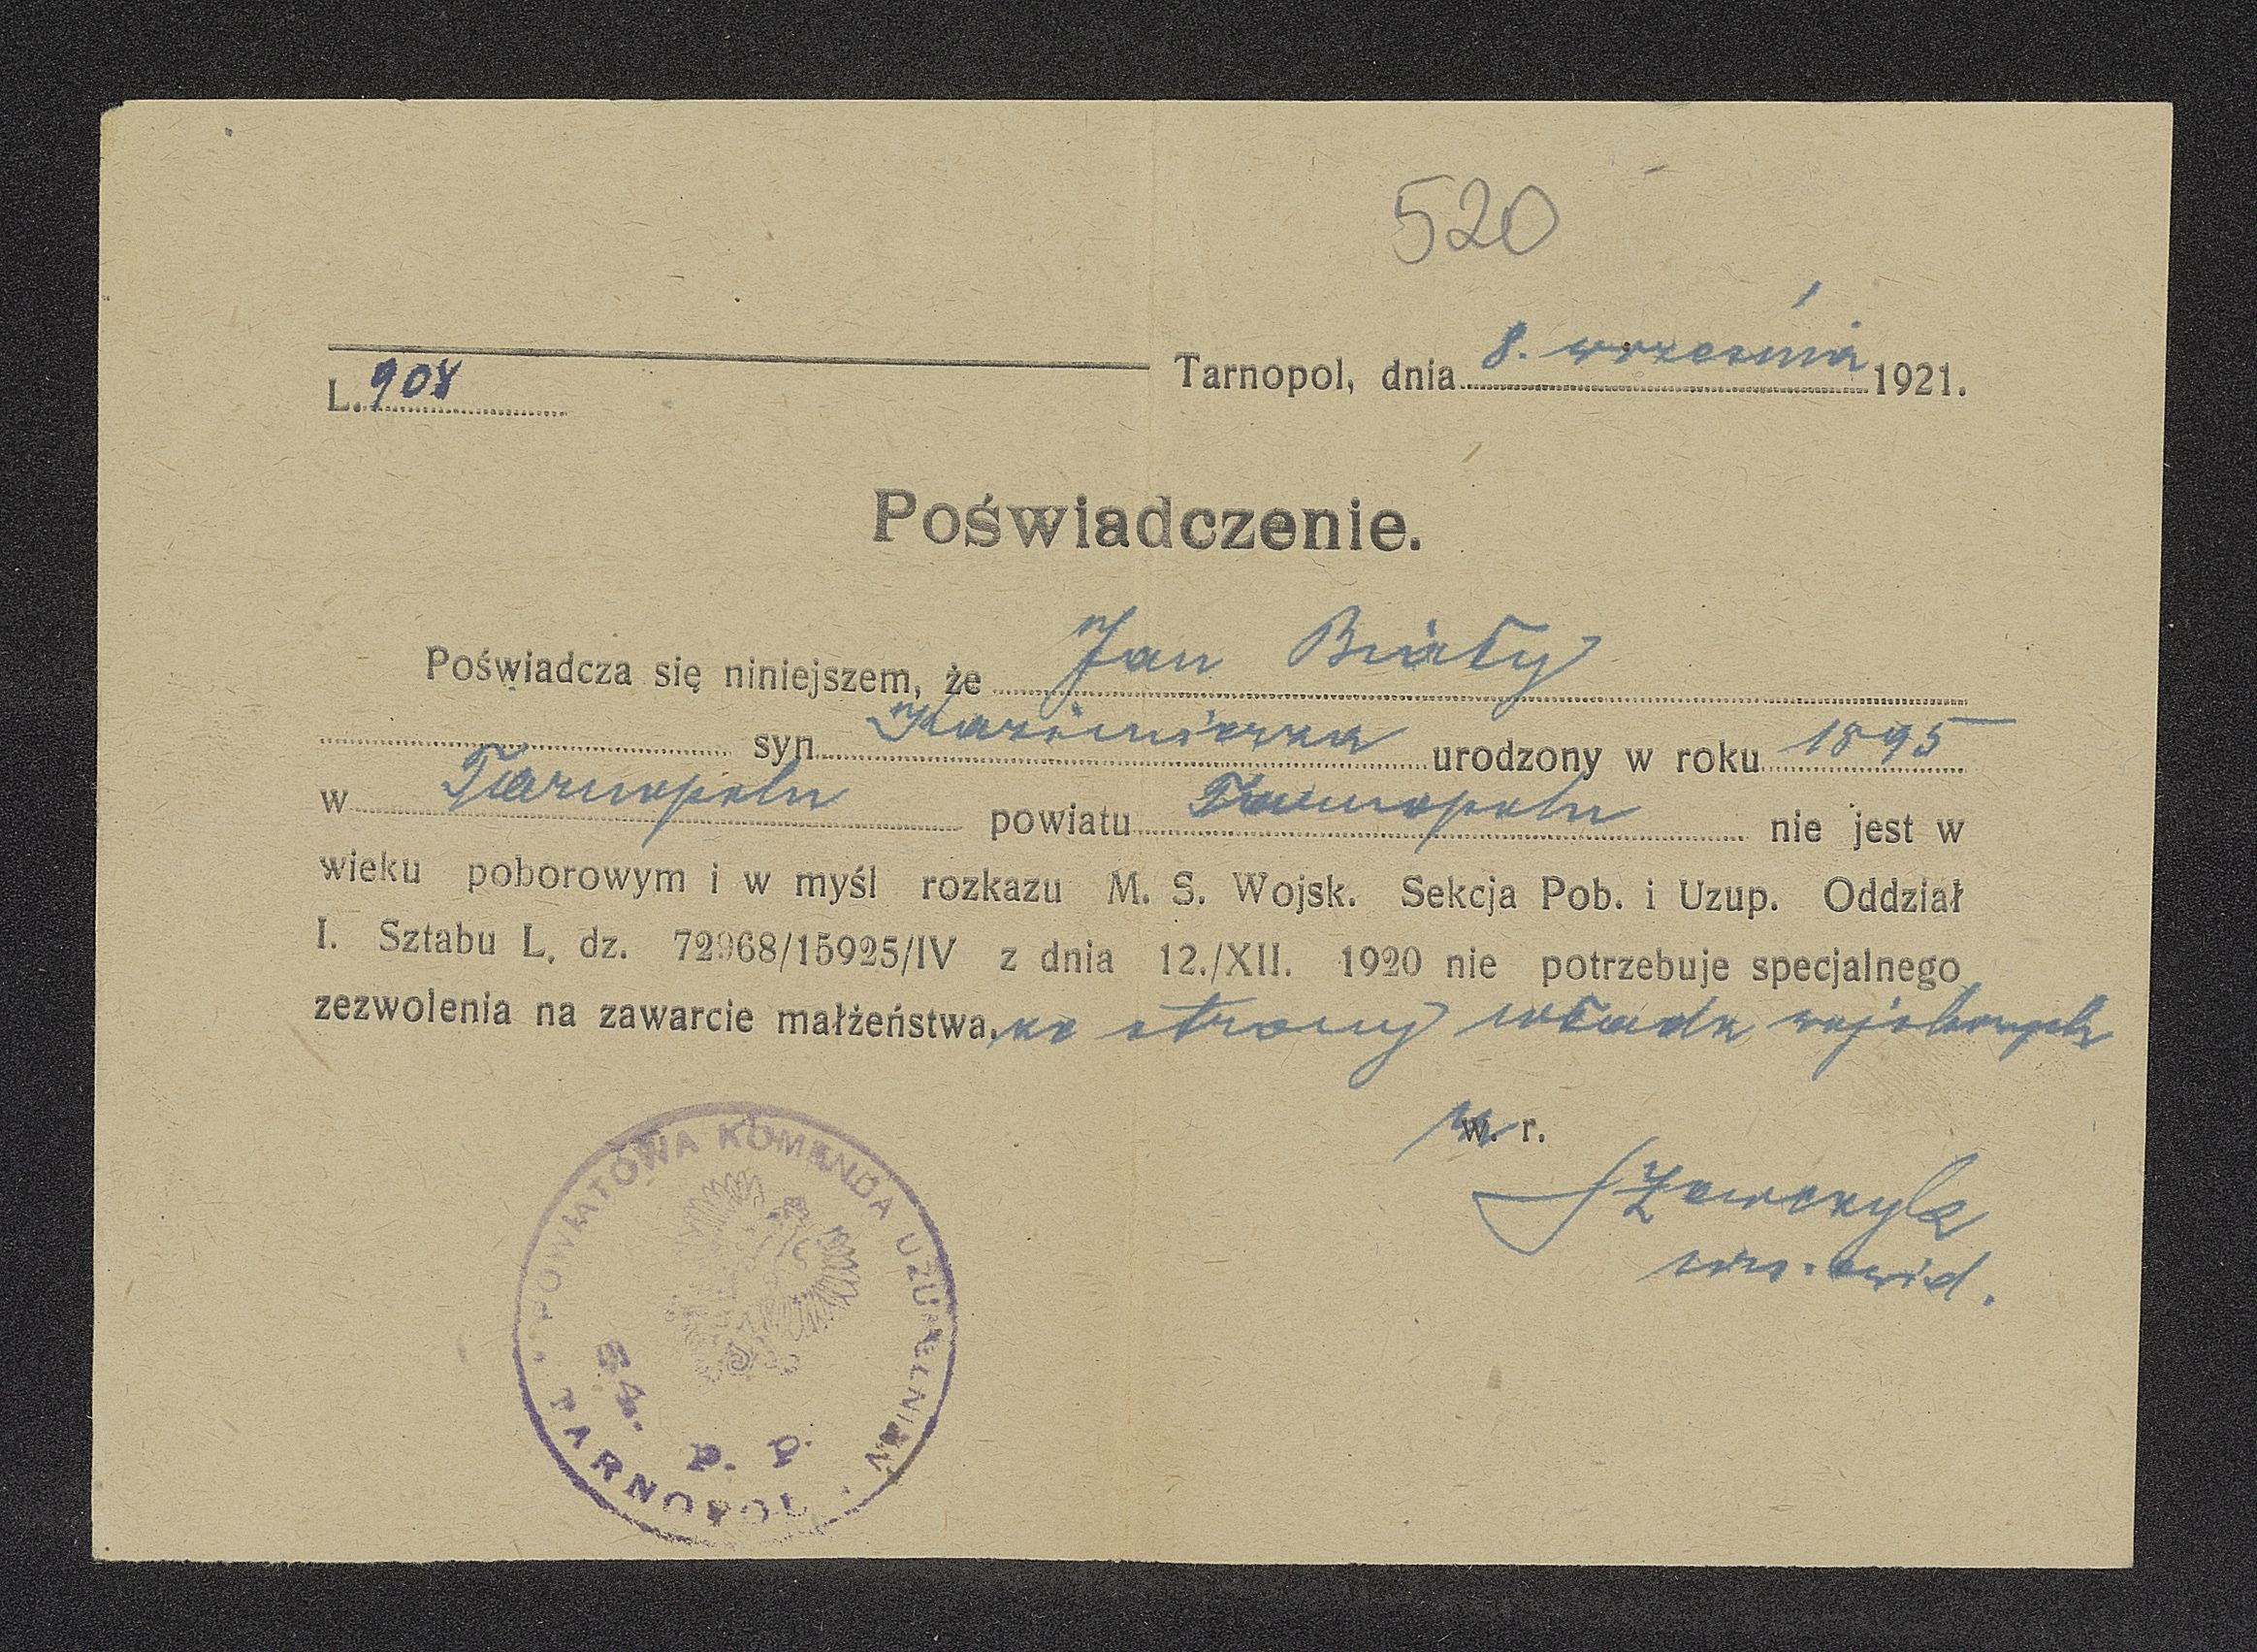 520
Tarnopol, dnia 8. września 1921.
L. 908
Poświadczenie.
Poświadcza się niniejszem, że Jan Biały
syn Kazimierza urodzony w roku 1895
w Tarnopolu powiatu Tarnopolu nie jest w
wieku poborowym i w myśl rozkazu M. S. Wojsk. Sekcja Pob. i Uzup. Oddział
I. Sztabu L. dz. 72968/15925/IV z dnia 12./XII. 1920 nie potrzebuje specjalnego
zezwolenia na zawarcie małżeństwa. ze strony władz wojskowych
w. r.
POWIATOWA KOMENDA UZUPEŁNIEŃ
54. p. p.
TARNOPOL